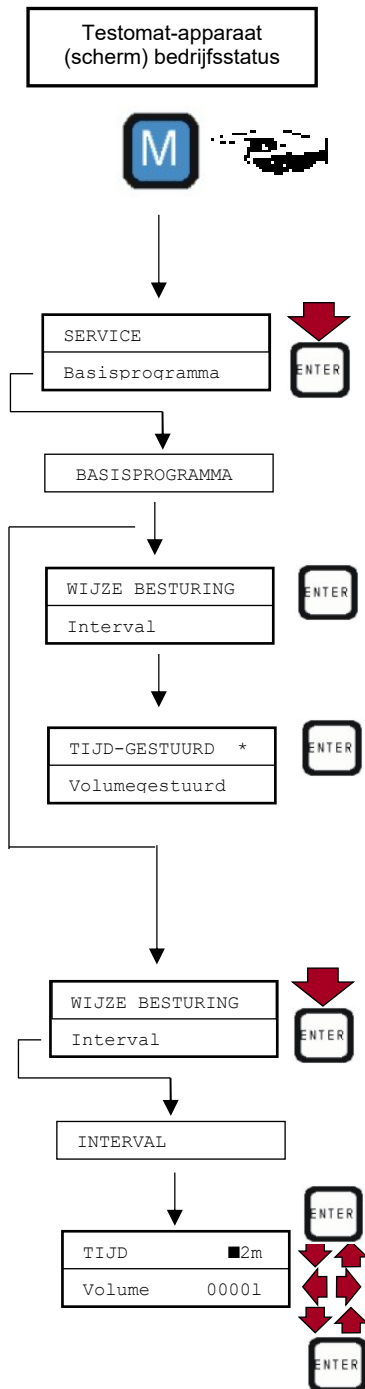 Testomat-apparaat
(scherm) bedrijfsstatus
M
SERVICE
ENTER
Basisprogramma
BASISPROGRAMMA
WIJZE BESTURING
ENTER
Interval
TIJD-GESTUURD *
ENTER
Volumegestuurd
WIJZE BESTURING
ENTER
Interval
INTERVAL
ENTER
TIJD ■2m
Volume 0000l
ENTER